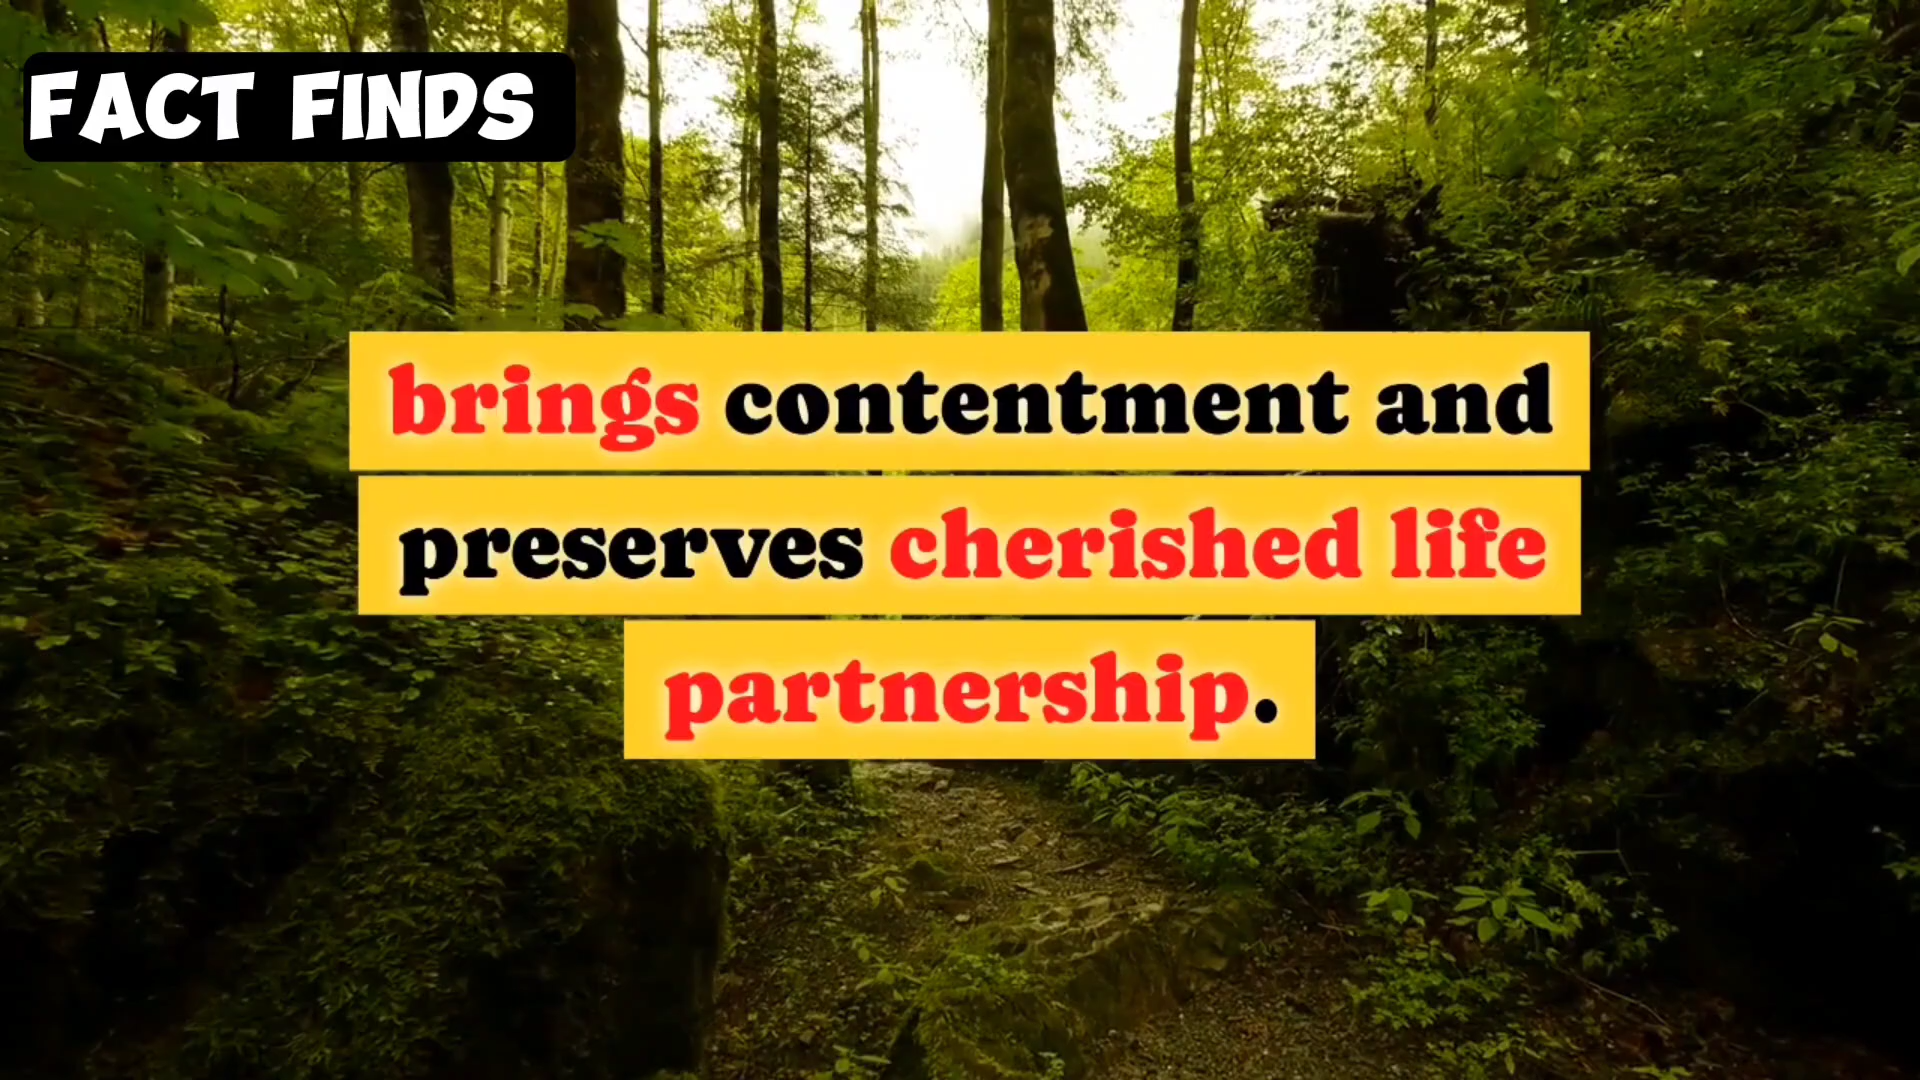 FACT FINDS
brings contentment and
preserves cherished life
partnership.